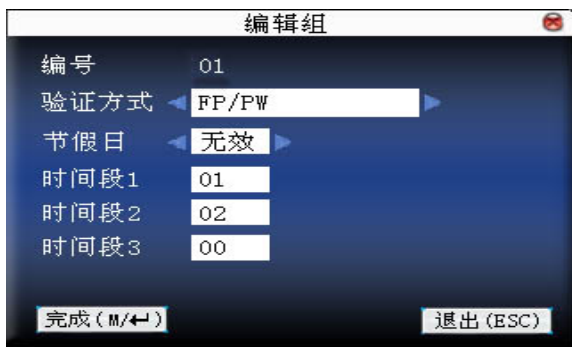 编辑组
编号 01
验证方式 FP/PW
节假日 无效
时间段1 01
时间段2 02
时间段3 00
完成(M/↵) 退出(ESC)